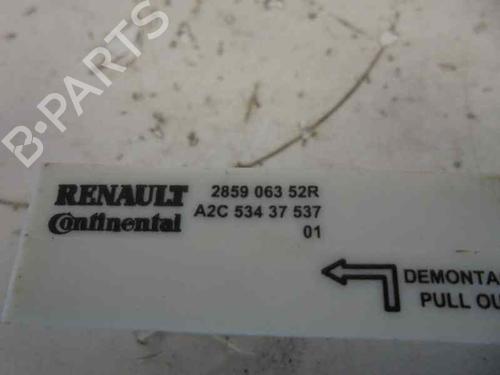 B-PARTS
RENAULT 2859 063 52R
Continental A2C 534 37 537
01
DEMONTA
PULL OU